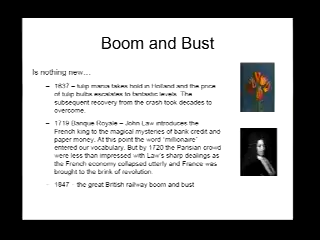 Boom and Bust
Is nothing new…
– 1637 – tulip mania takes hold in Holland and the price
of tulip bulbs escalates to fantastic levels. The
subsequent recovery from the crash took decades to
overcome.
– 1719 Banque Royale – John Law introduces the
French king to the magical mysteries of bank credit and
paper money. At this point the word "millionaire"
entered our vocabulary. But by 1720 the Parisian crowd
were less than impressed with Law's sharp dealings as
the French economy collapsed utterly and France was
brought to the brink of revolution.
- 1847 – the great British railway boom and bust